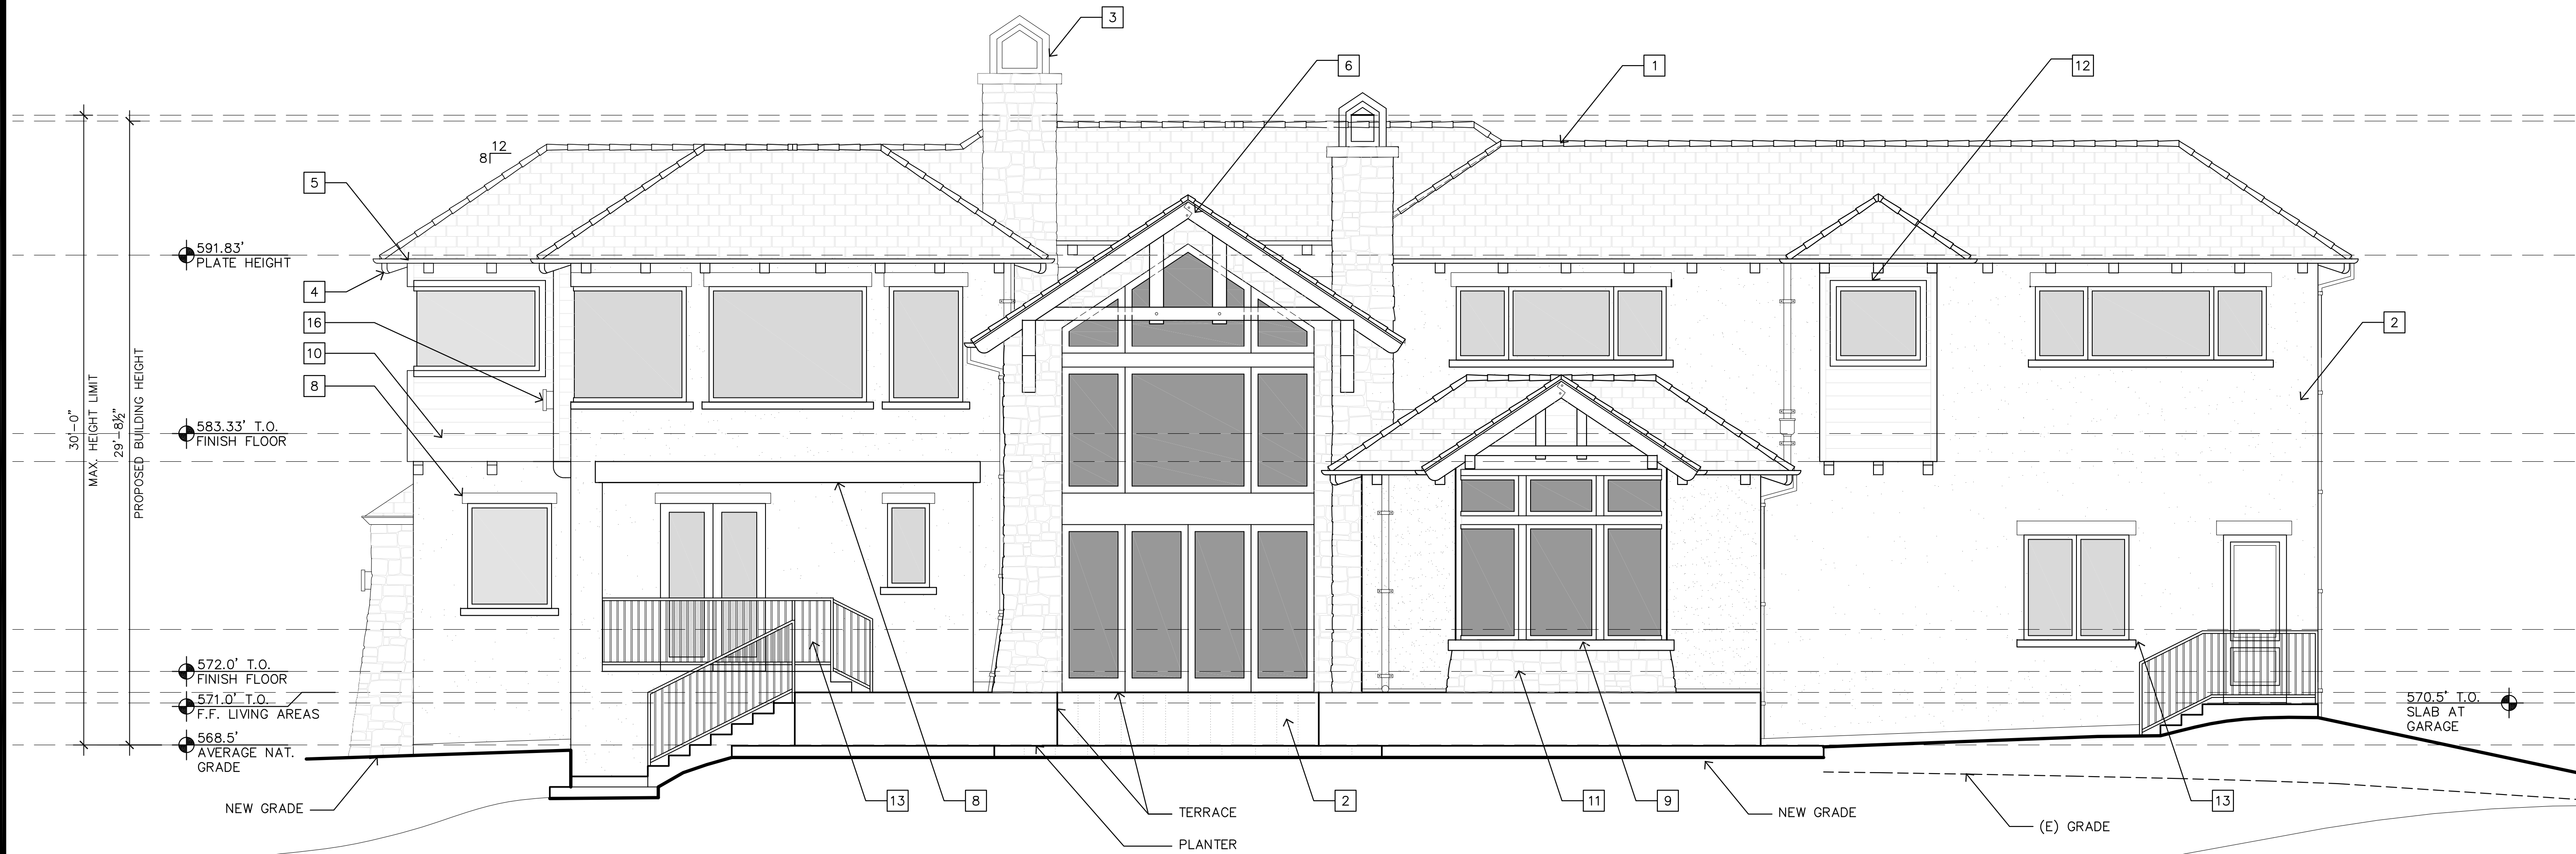 3
6
1
12
12
8
5
591.83'
PLATE HEIGHT
4
16
2
10
8
30'-0"
MAX. HEIGHT LIMIT
29'-8½"
PROPOSED BUILDING HEIGHT
583.33' T.O.
FINISH FLOOR
572.0' T.O.
FINISH FLOOR
571.0' T.O.
F.F. LIVING AREAS
568.5'
AVERAGE NAT.
GRADE
570.5' T.O.
SLAB AT
GARAGE
NEW GRADE
13
8
TERRACE
PLANTER
2
11
9
NEW GRADE
(E) GRADE
13